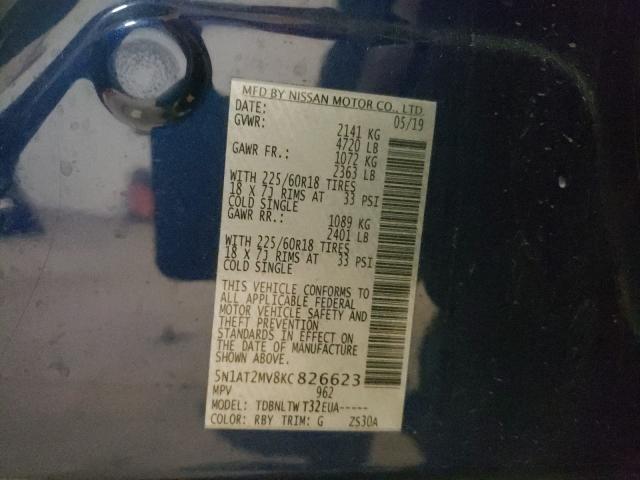 MFD BY NISSAN MOTOR CO., LTD.
DATE: 05/19
GVWR: 2141 KG
4720 LB
GAWR FR.: 1072 KG
2363 LB
WITH 225/60R18 TIRES
18 X 7J RIMS AT 33 PSI
COLD SINGLE
GAWR RR.: 1089 KG
2401 LB
WITH 225/60R18 TIRES
18 X 7J RIMS AT 33 PSI
COLD SINGLE
THIS VEHICLE CONFORMS TO
ALL APPLICABLE FEDERAL
MOTOR VEHICLE SAFETY AND
THEFT PREVENTION
STANDARDS IN EFFECT ON
THE DATE OF MANUFACTURE
SHOWN ABOVE.
5N1AT2MV8KC 826623
MPV 962
MODEL: TDBNLTW T32EUA-----
COLOR: RBY TRIM: G ZS30A